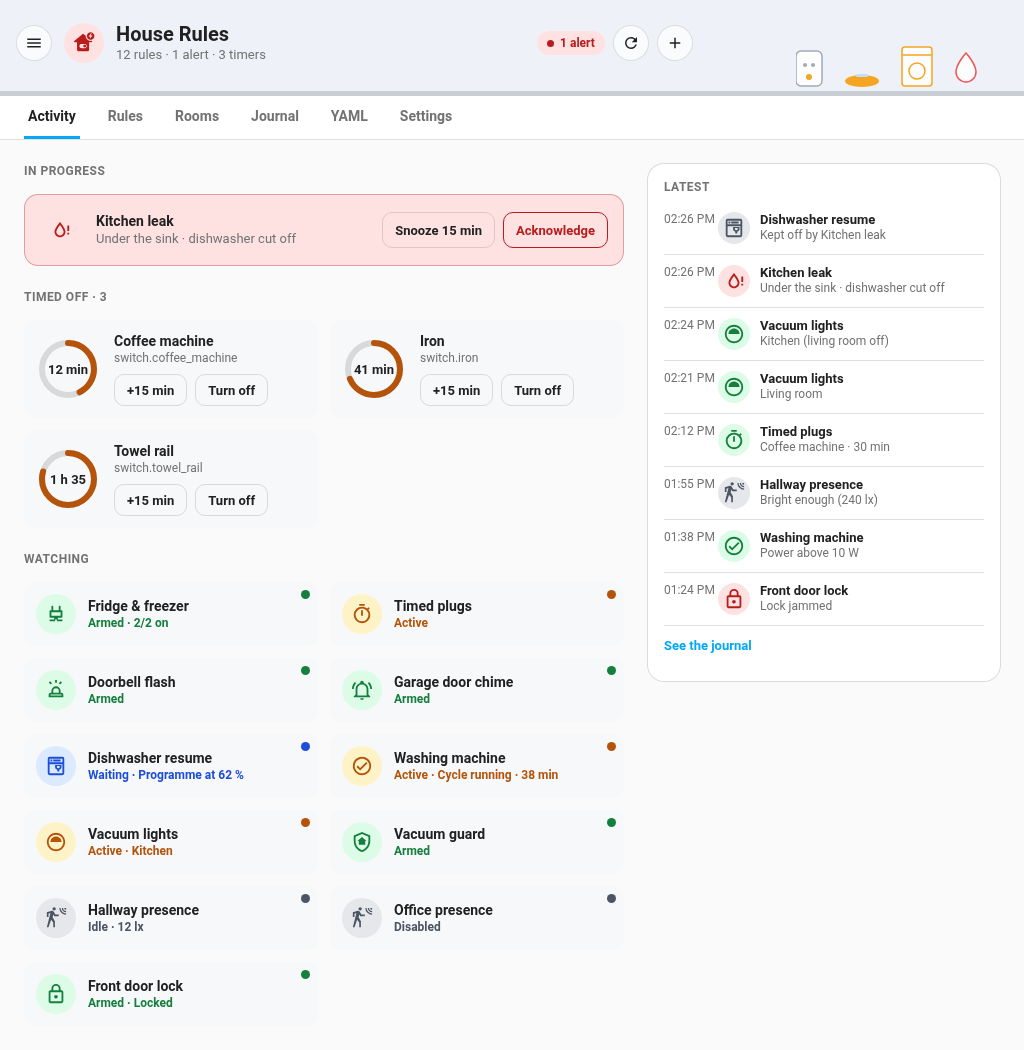 House Rules
12 rules · 1 alert · 3 timers
1 alert
Activity
Rules
Rooms
Journal
YAML
Settings
IN PROGRESS
Kitchen leak
Under the sink · dishwasher cut off
Snooze 15 min
Acknowledge
TIMED OFF · 3
12 min
Coffee machine
switch.coffee_machine
+15 min
Turn off
41 min
Iron
switch.iron
+15 min
Turn off
1 h 35
Towel rail
switch.towel_rail
+15 min
Turn off
WATCHING
Fridge & freezer
Armed · 2/2 on
Timed plugs
Active
Doorbell flash
Armed
Garage door chime
Armed
Dishwasher resume
Waiting · Programme at 62 %
Washing machine
Active · Cycle running · 38 min
Vacuum lights
Active · Kitchen
Vacuum guard
Armed
Hallway presence
Idle · 12 lx
Office presence
Disabled
Front door lock
Armed · Locked
LATEST
02:26 PM
Dishwasher resume
Kept off by Kitchen leak
02:26 PM
Kitchen leak
Under the sink · dishwasher cut off
02:24 PM
Vacuum lights
Kitchen (living room off)
02:21 PM
Vacuum lights
Living room
02:12 PM
Timed plugs
Coffee machine · 30 min
01:55 PM
Hallway presence
Bright enough (240 lx)
01:38 PM
Washing machine
Power above 10 W
01:24 PM
Front door lock
Lock jammed
See the journal